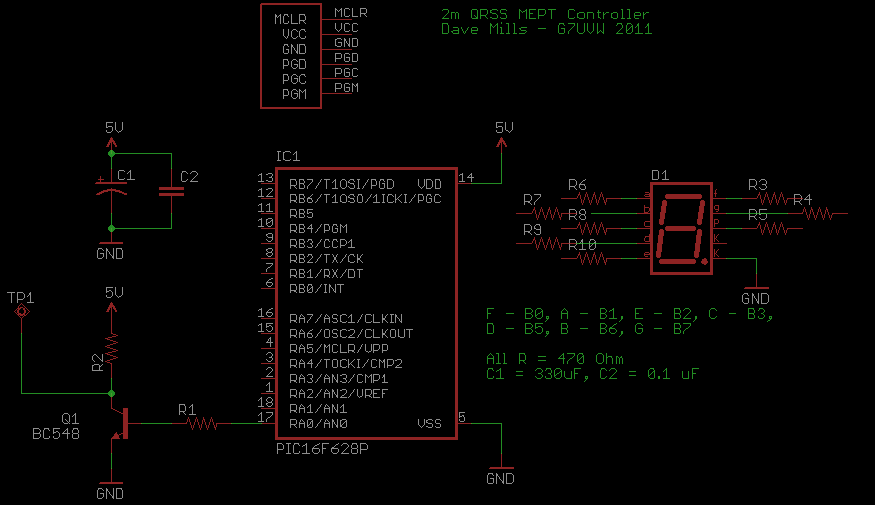 2m QRSS MEPT Controller
Dave Mills - G7UVW 2011
MCLR MCLR
VCC VCC
GND GND
PGD PGD
PGC PGC
PGM PGM
5V
C1
C2
GND
IC1
13 RB7/T1OSI/PGD
12 RB6/T1OSO/1ICKI/PGC
11 RB5
10 RB4/PGM
9 RB3/CCP1
8 RB2/TX/CK
7 RB1/RX/DT
6 RB0/INT
16 RA7/ASC1/CLKIN
15 RA6/OSC2/CLKOUT
4 RA5/MCLR/VPP
3 RA4/TOCKI/CMP2
2 RA3/AN3/CMP1
1 RA2/AN2/VREF
18 RA1/AN1
17 RA0/AN0
VDD 14
VSS 5
PIC16F628P
5V
GND
TP1
5V
R2
Q1
BC548
R1
GND
D1
R6
R7
R8
R9
R10
a
b
c
d
e
f
g
P
K
K
R3
R4
R5
GND
F - B0, A - B1, E - B2, C - B3,
D - B5, B - B6, G - B7
All R = 470 Ohm
C1 = 330uF, C2 = 0.1 uF